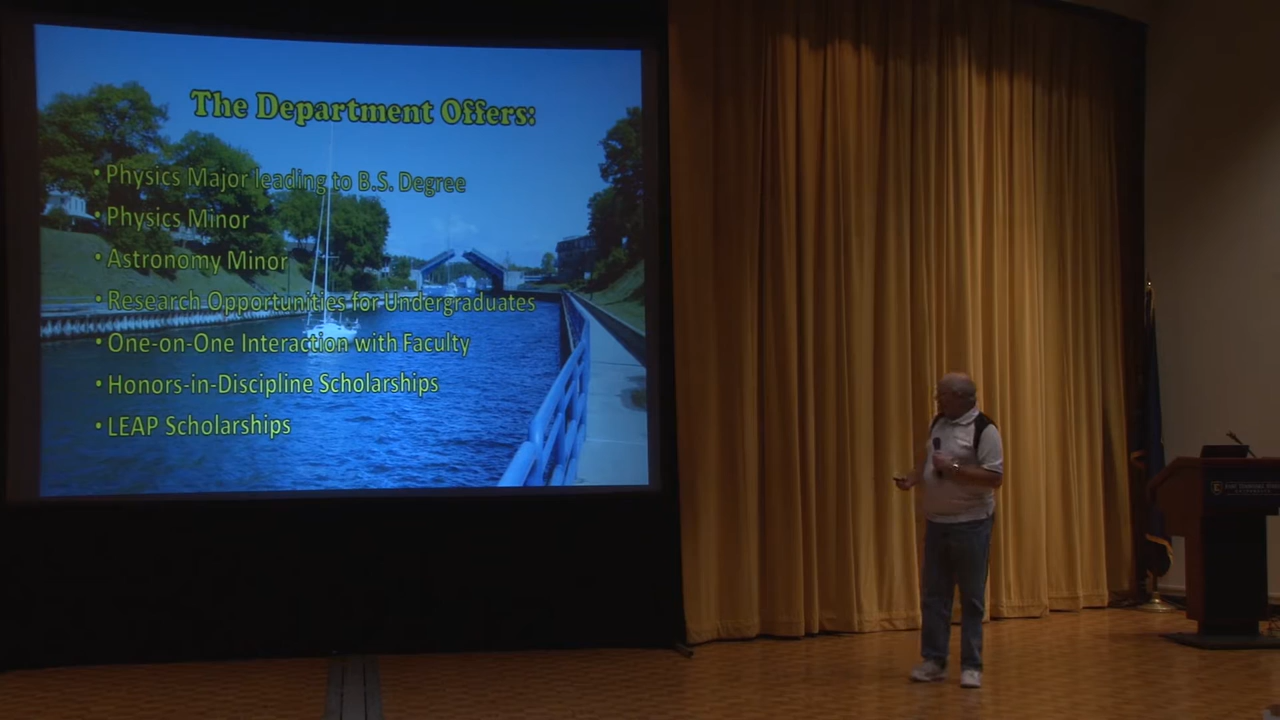 The Department Offers:
• Physics Major leading to B.S. Degree
• Physics Minor
• Astronomy Minor
• Research Opportunities for Undergraduates
• One-on-One Interaction with Faculty
• Honors-in-Discipline Scholarships
• LEAP Scholarships